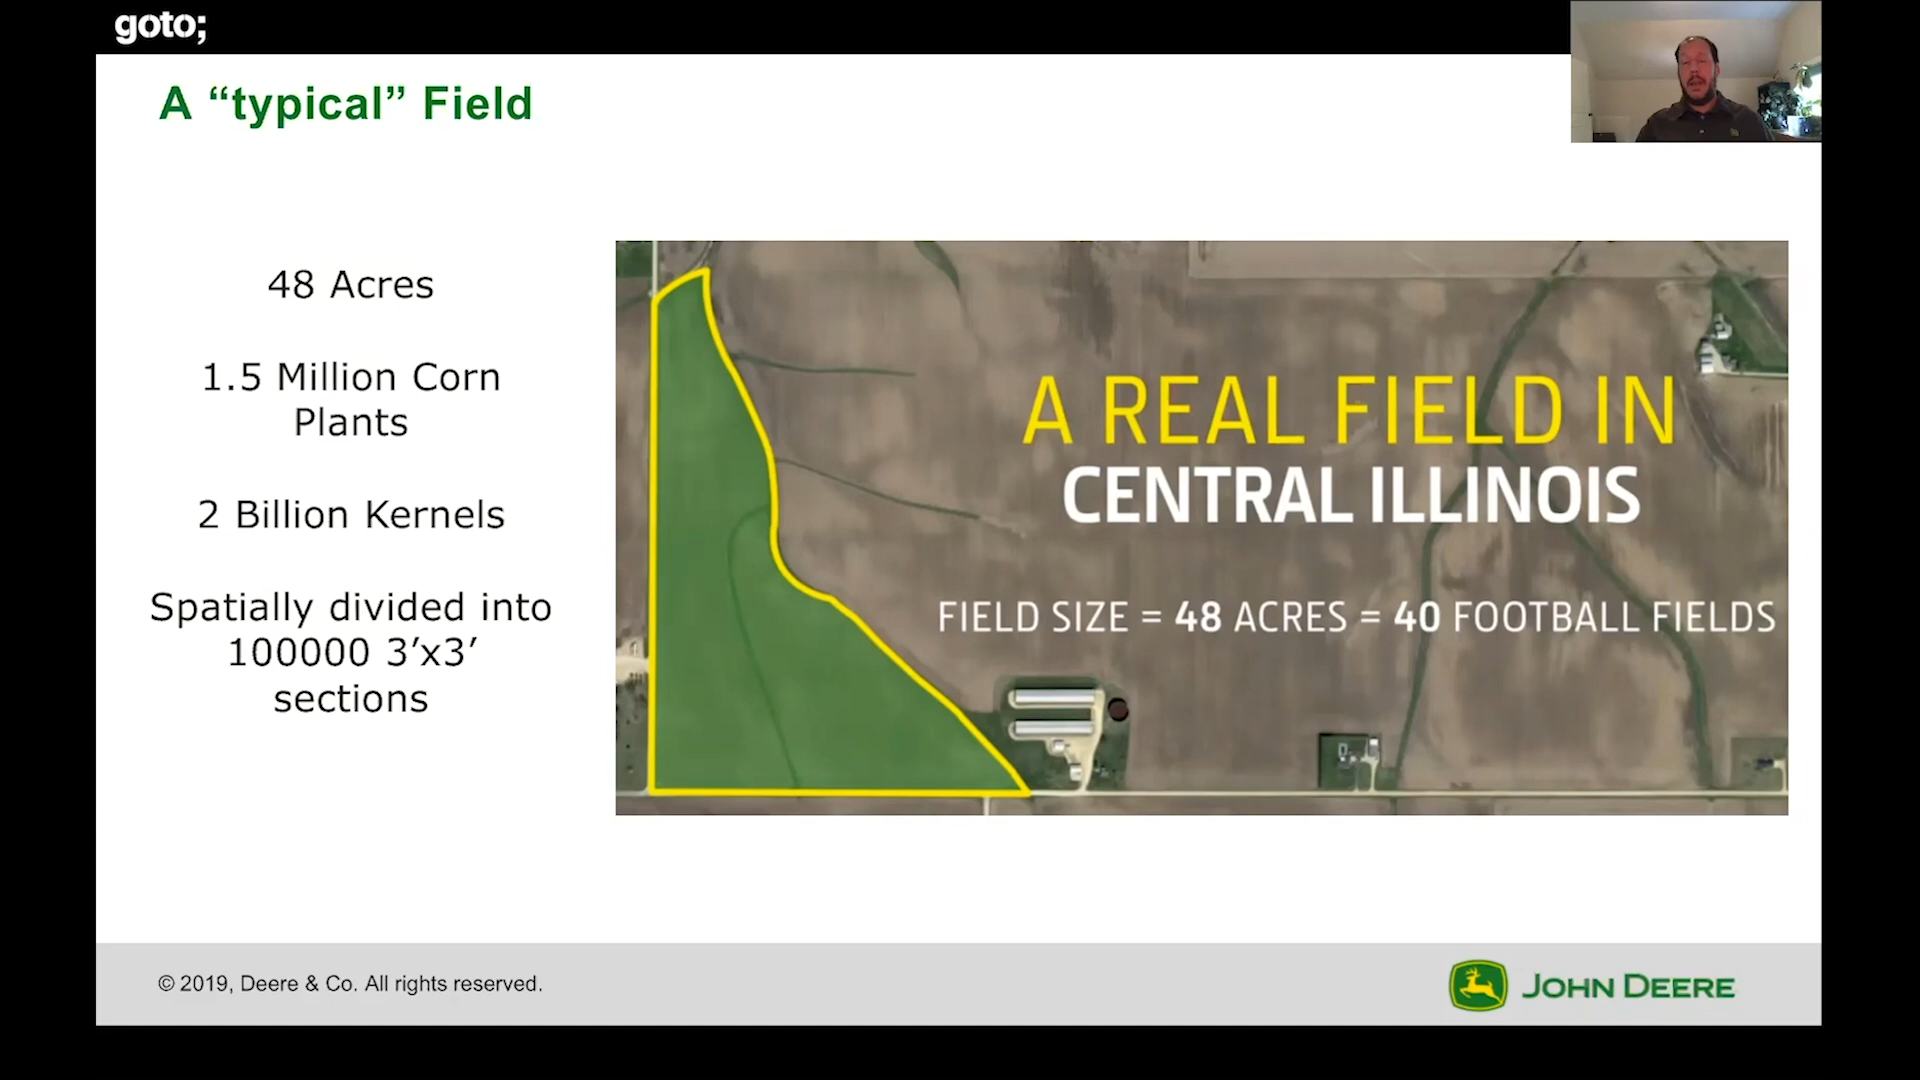 goto;
A “typical” Field
48 Acres
1.5 Million Corn
Plants
2 Billion Kernels
Spatially divided into
100000 3’x3’
sections
A REAL FIELD IN
CENTRAL ILLINOIS
FIELD SIZE = 48 ACRES = 40 FOOTBALL FIELDS
© 2019, Deere & Co. All rights reserved.
JOHN DEERE